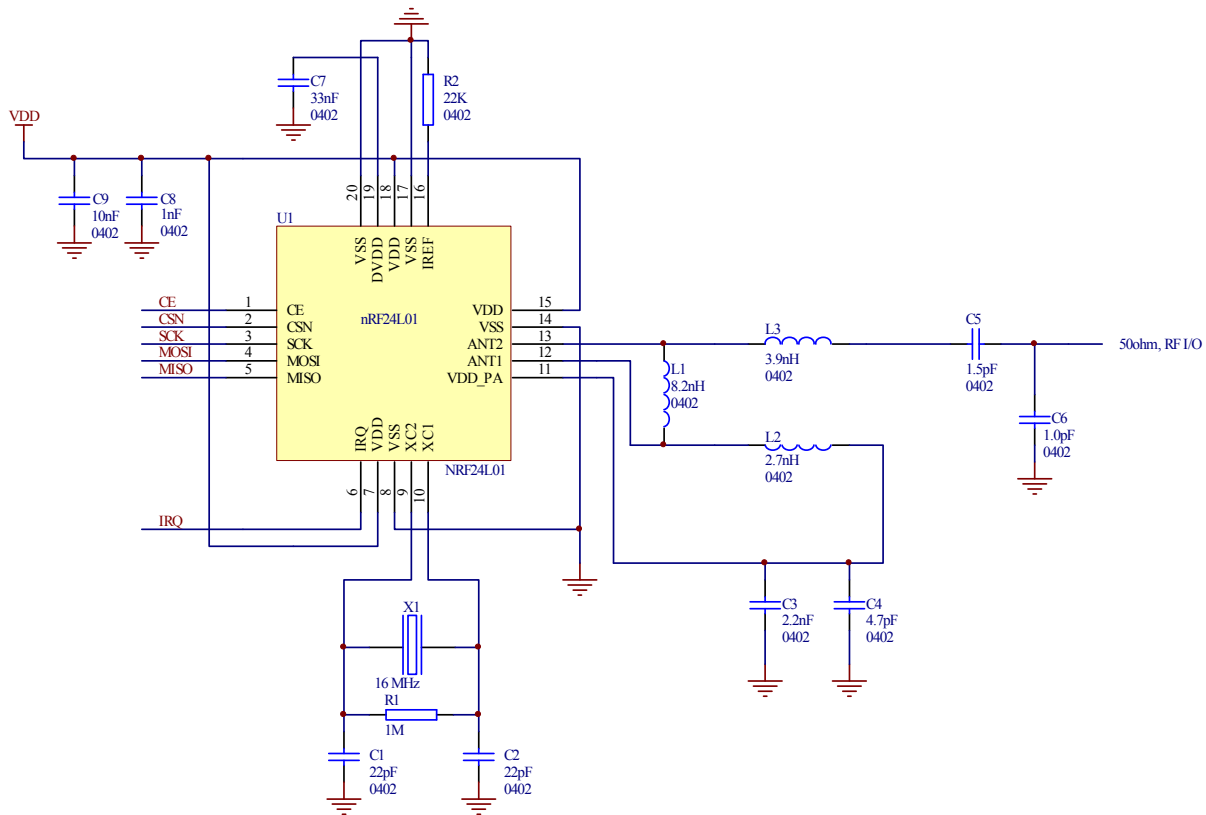 C7
33nF
0402
R2
22K
0402
VDD
C9
10nF
0402
C8
1nF
0402
20
19
18
17
16
U1
VSS
DVDD
VDD
VSS
IREF
nRF24L01
CE
1
CE
CSN
2
CSN
SCK
3
SCK
MOSI
4
MOSI
MISO
5
MISO
VDD
15
VSS
14
ANT2
13
ANT1
12
VDD_PA
11
IRQ
VDD
VSS
XC2
XC1
NRF24L01
6
7
8
9
10
IRQ
L3
3.9nH
0402
C5
1.5pF
0402
50ohm, RF I/O
L1
8.2nH
0402
L2
2.7nH
0402
C6
1.0pF
0402
C3
2.2nF
0402
C4
4.7pF
0402
X1
16 MHz
R1
1M
C1
22pF
0402
C2
22pF
0402